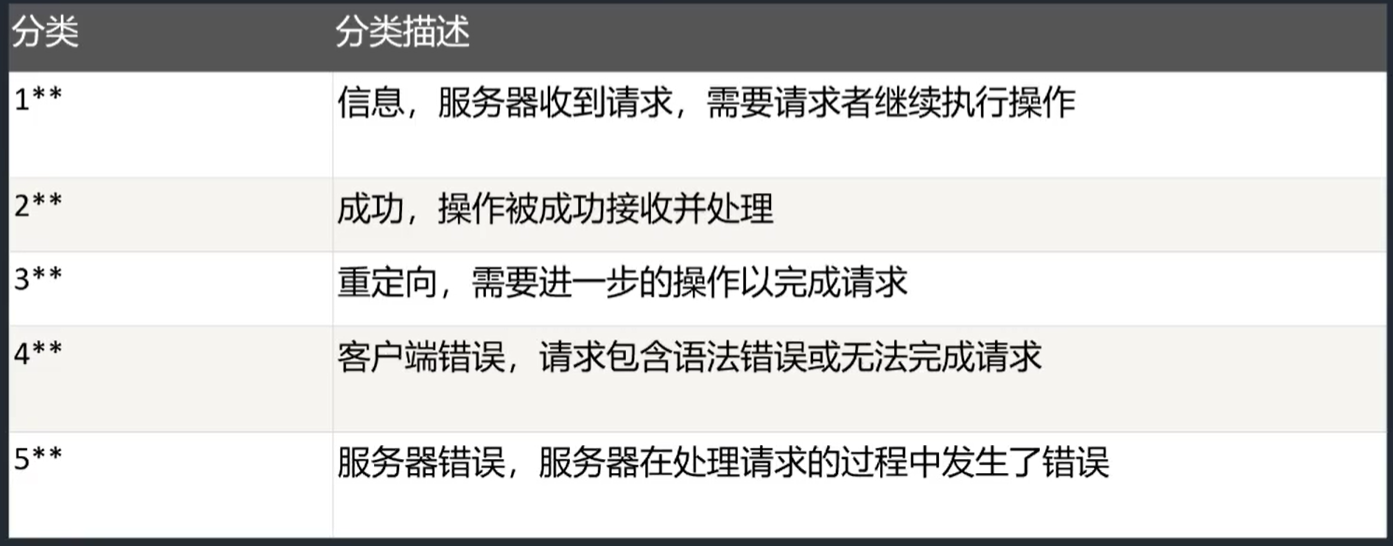 分类 分类描述
1** 信息，服务器收到请求，需要请求者继续执行操作
2** 成功，操作被成功接收并处理
3** 重定向，需要进一步的操作以完成请求
4** 客户端错误，请求包含语法错误或无法完成请求
5** 服务器错误，服务器在处理请求的过程中发生了错误